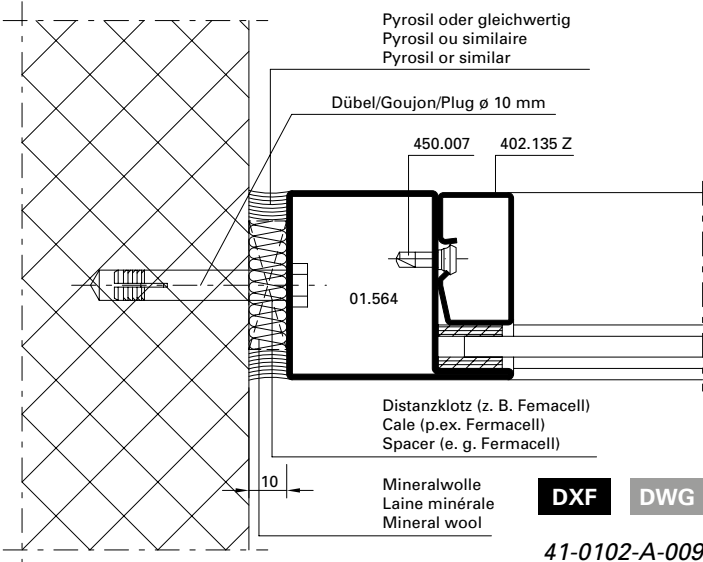 Pyrosil oder gleichwertig
Pyrosil ou similaire
Pyrosil or similar
Dübel/Goujon/Plug ø 10 mm
450.007
402.135 Z
01.564
Distanzklotz (z. B. Femacell)
Cale (p.ex. Fermacell)
Spacer (e. g. Fermacell)
10
Mineralwolle
Laine minérale
Mineral wool
DXF
DWG
41-0102-A-009